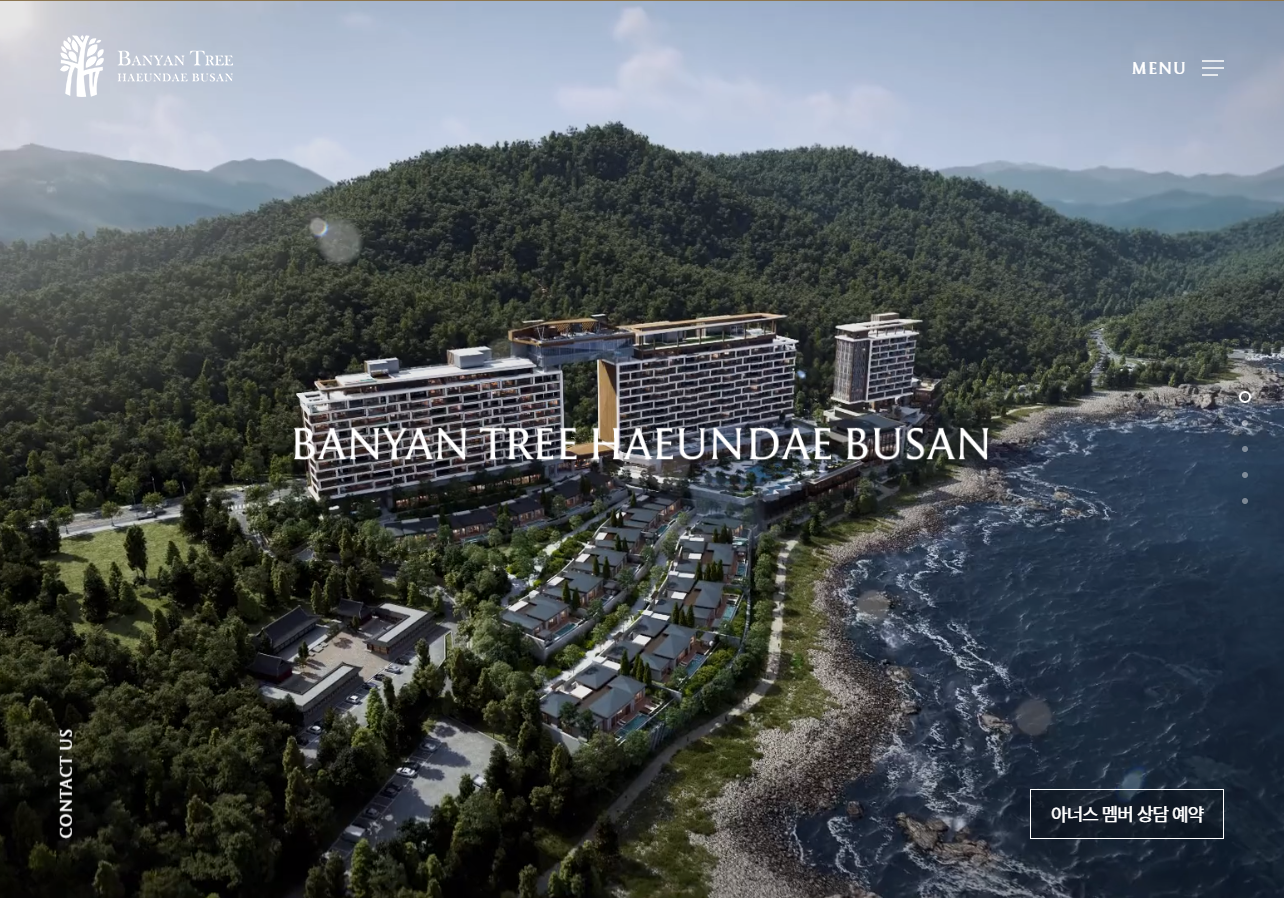 BANYAN TREE
HAEUNDAE BUSAN
MENU
BANYAN TREE HAEUNDAE BUSAN
CONTACT US
아너스 멤버 상담 예약